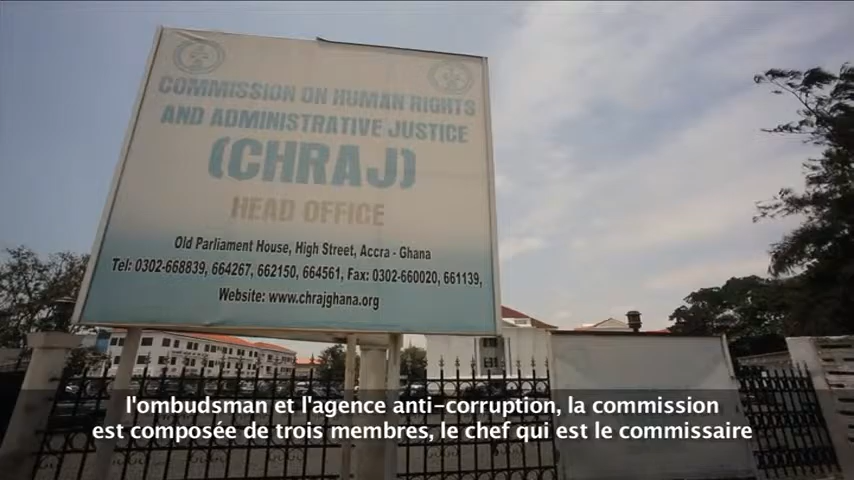 COMMISSION ON HUMAN RIGHTS
AND ADMINISTRATIVE JUSTICE
(CHRAJ)
HEAD OFFICE
Old Parliament House, High Street, Accra - Ghana
Tel: 0302-668839, 664267, 662150, 664561, Fax: 0302-660020, 661139,
Website: www.chrajghana.org
l'ombudsman et l'agence anti-corruption, la commission
est composée de trois membres, le chef qui est le commissaire